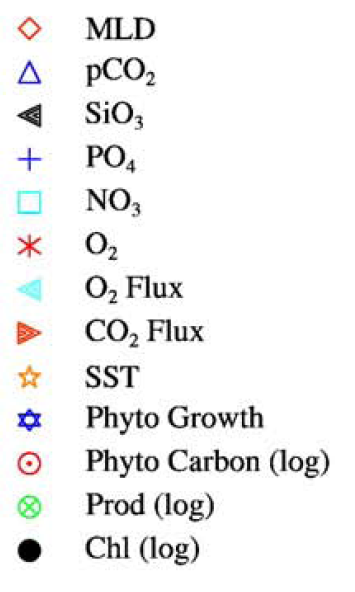 MLD
pCO₂
SiO₃
PO₄
NO₃
O₂
O₂ Flux
CO₂ Flux
SST
Phyto Growth
Phyto Carbon (log)
Prod (log)
Chl (log)